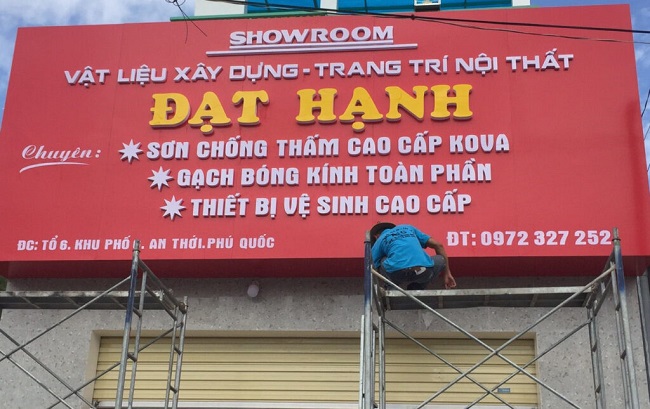 SHOWROOM
VẬT LIỆU XÂY DỰNG - TRANG TRÍ NỘI THẤT
ĐẠT HẠNH
Chuyên:
SƠN CHỐNG THẤM CAO CẤP KOVA
GẠCH BÓNG KÍNH TOÀN PHẦN
THIẾT BỊ VỆ SINH CAO CẤP
ĐC: TỔ 6. KHU PHỐ AN THỚI. PHÚ QUỐC
ĐT: 0972 327 252